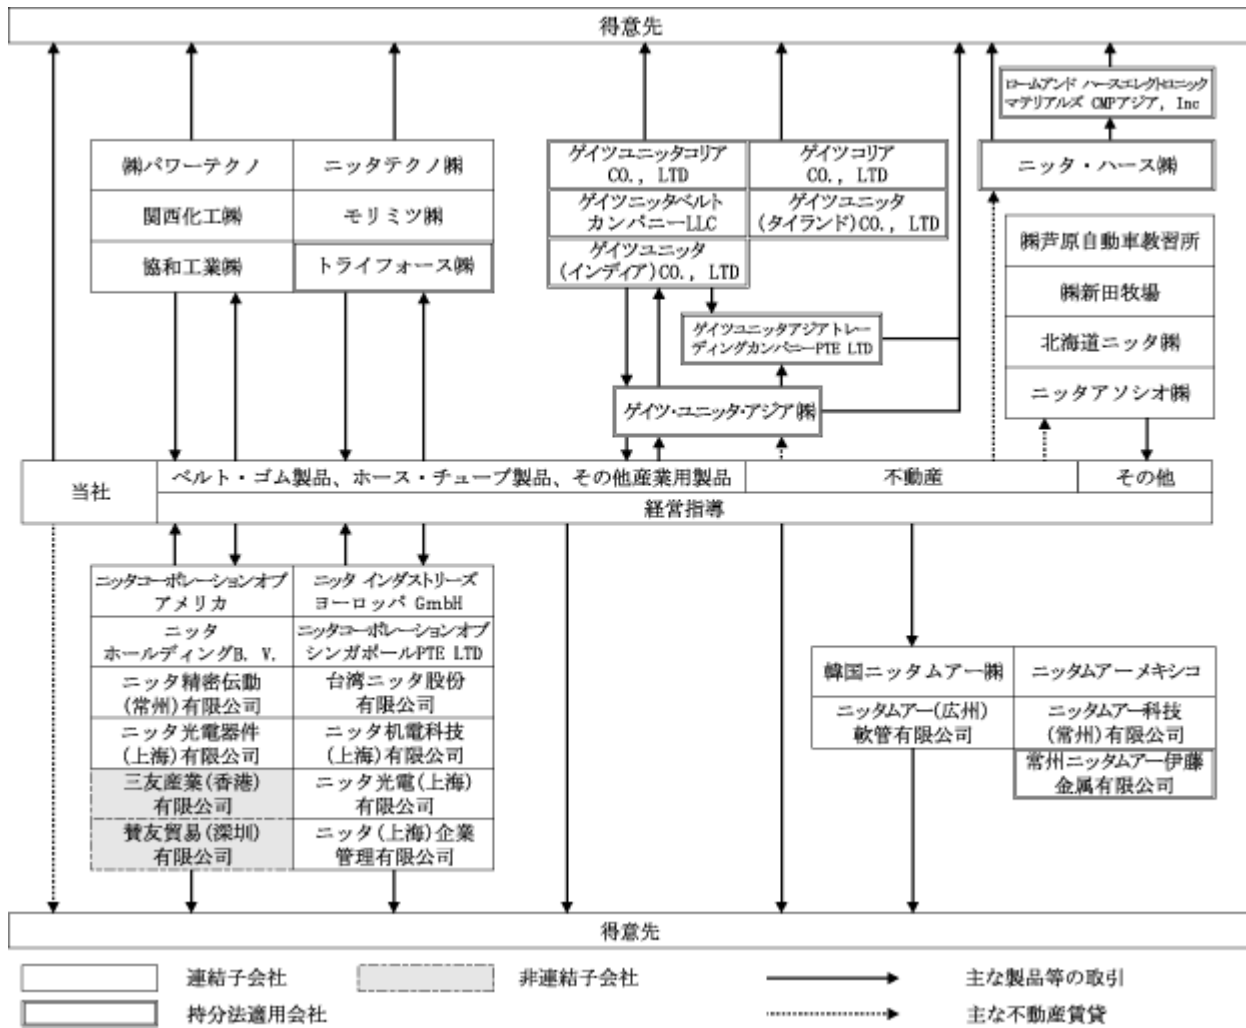 得意先
ロームアンド ハースエレクトロニック
マテリアルズ CMPアジア, Inc
㈱パワーテクノ
ニッタテクノ㈱
ゲイツユニッタコリア
CO., LTD
ゲイツコリア
CO., LTD
ニッタ・ハース㈱
関西化工㈱
モリミツ㈱
ゲイツニッタベルト
カンパニーLLC
ゲイツユニッタ
(タイランド)CO., LTD
協和工業㈱
トライフォース㈱
ゲイツユニッタ
(インディア)CO., LTD
㈱芦原自動車教習所
㈱新田牧場
北海道ニッタ㈱
ニッタアソシオ㈱
ゲイツユニッタアジアトレー
ディングカンパニーPTE LTD
ゲイツ・ユニッタ・アジア㈱
当社
ベルト・ゴム製品、ホース・チューブ製品、その他産業用製品
不動産
その他
経営指導
ニッタコーポレーションオブ
アメリカ
ニッタ インダストリーズ
ヨーロッパ GmbH
ニッタ
ホールディングB. V.
ニッタコーポレーションオブ
シンガポールPTE LTD
ニッタ精密伝動
(常州)有限公司
台湾ニッタ股份
有限公司
ニッタ光電器件
(上海)有限公司
ニッタ机電科技
(上海)有限公司
三友産業(香港)
有限公司
ニッタ光電(上海)
有限公司
賛友貿易(深圳)
有限公司
ニッタ(上海)企業
管理有限公司
韓国ニッタムアー㈱
ニッタムアーメキシコ
ニッタムアー(広州)
軟管有限公司
ニッタムアー科技
(常州)有限公司
常州ニッタムアー伊藤
金属有限公司
得意先
連結子会社
非連結子会社
主な製品等の取引
持分法適用会社
主な不動産賃貸